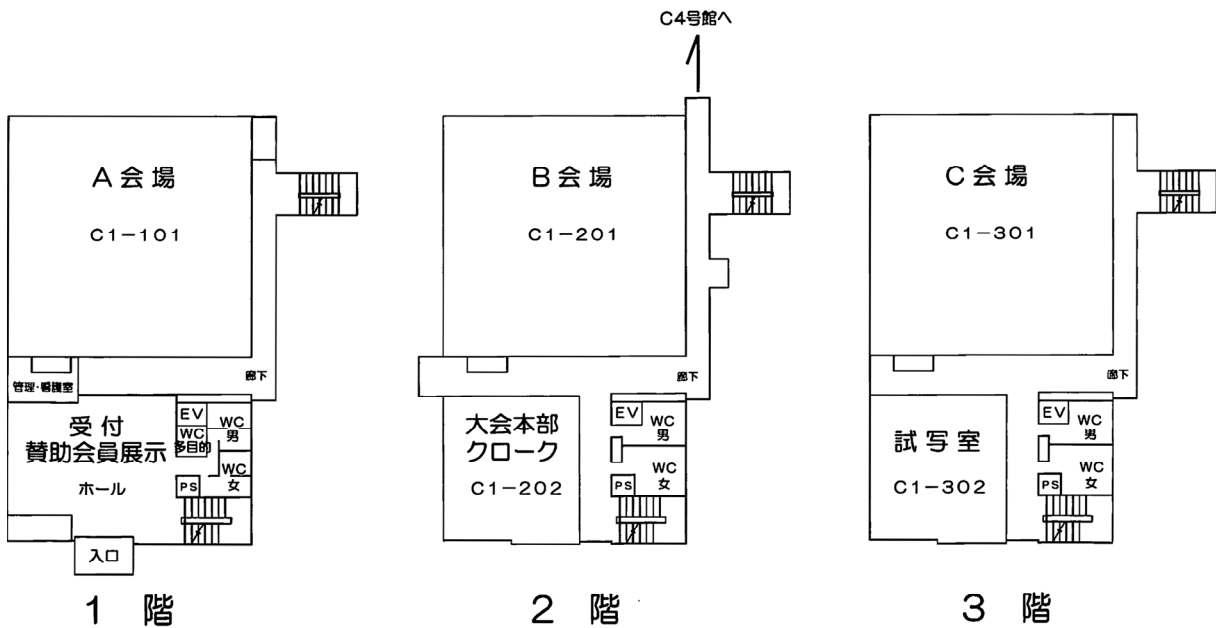 C4号館へ
A会場
C1-101
管理・看護室
廊下
受付
賛助会員展示
ホール
EV
WC
多目的
WC
男
WC
女
PS
入口
1 階
B会場
C1-201
廊下
大会本部
クローク
C1-202
EV
WC
男
WC
女
PS
2 階
C会場
C1-301
廊下
試写室
C1-302
EV
WC
男
WC
女
PS
3 階